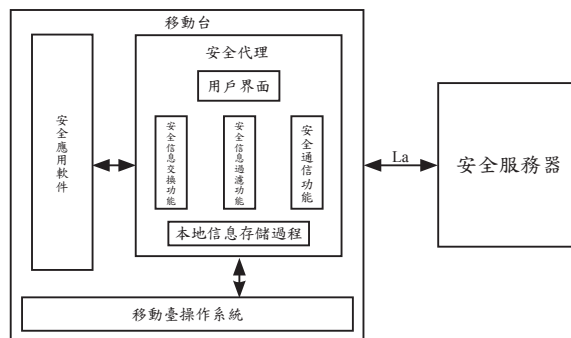 移動台
安全代理
用戶界面
安全應用軟件
安全信息交換功能
安全信息過濾功能
安全通信功能
La
安全服務器
本地信息存儲過程
移動臺操作系統